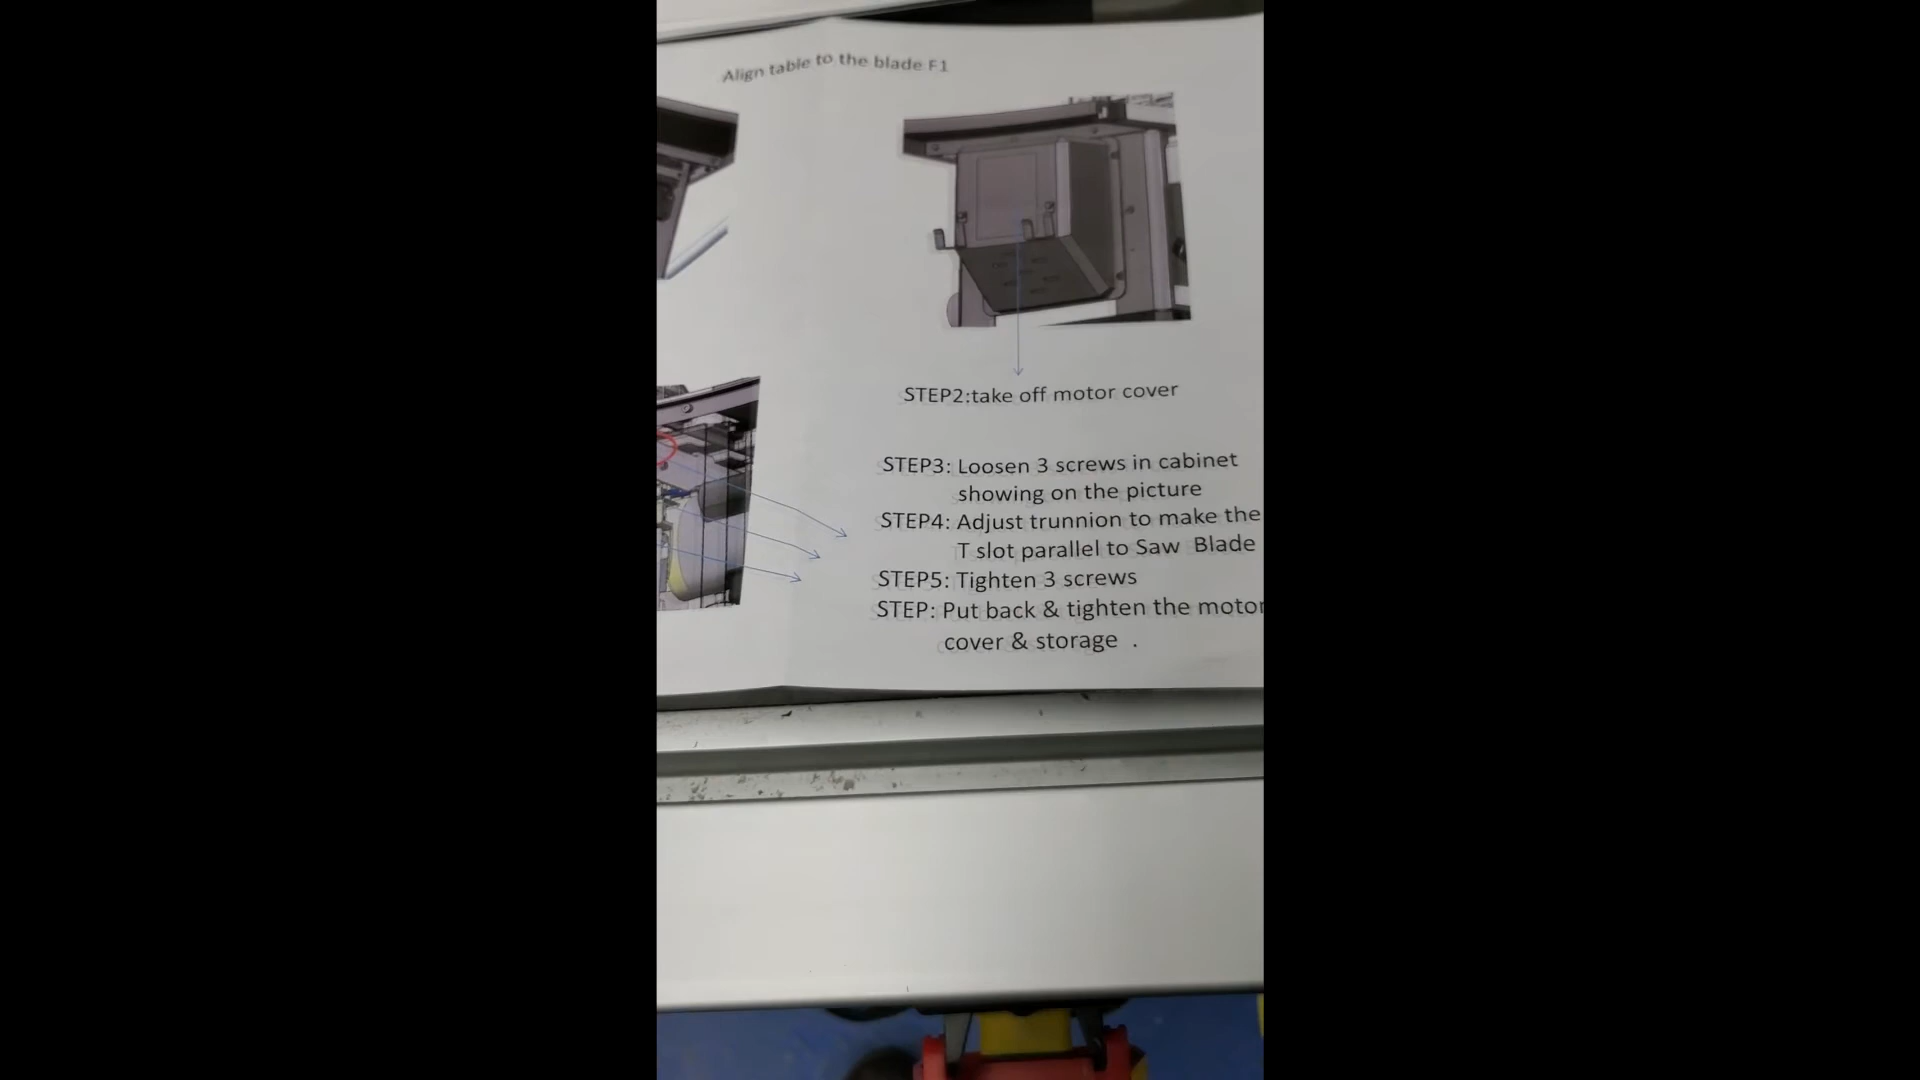 Align table to the blade F1
STEP2:take off motor cover
STEP3: Loosen 3 screws in cabinet
showing on the picture
STEP4: Adjust trunnion to make the
T slot parallel to Saw Blade
STEP5: Tighten 3 screws
STEP: Put back & tighten the motor
cover & storage .